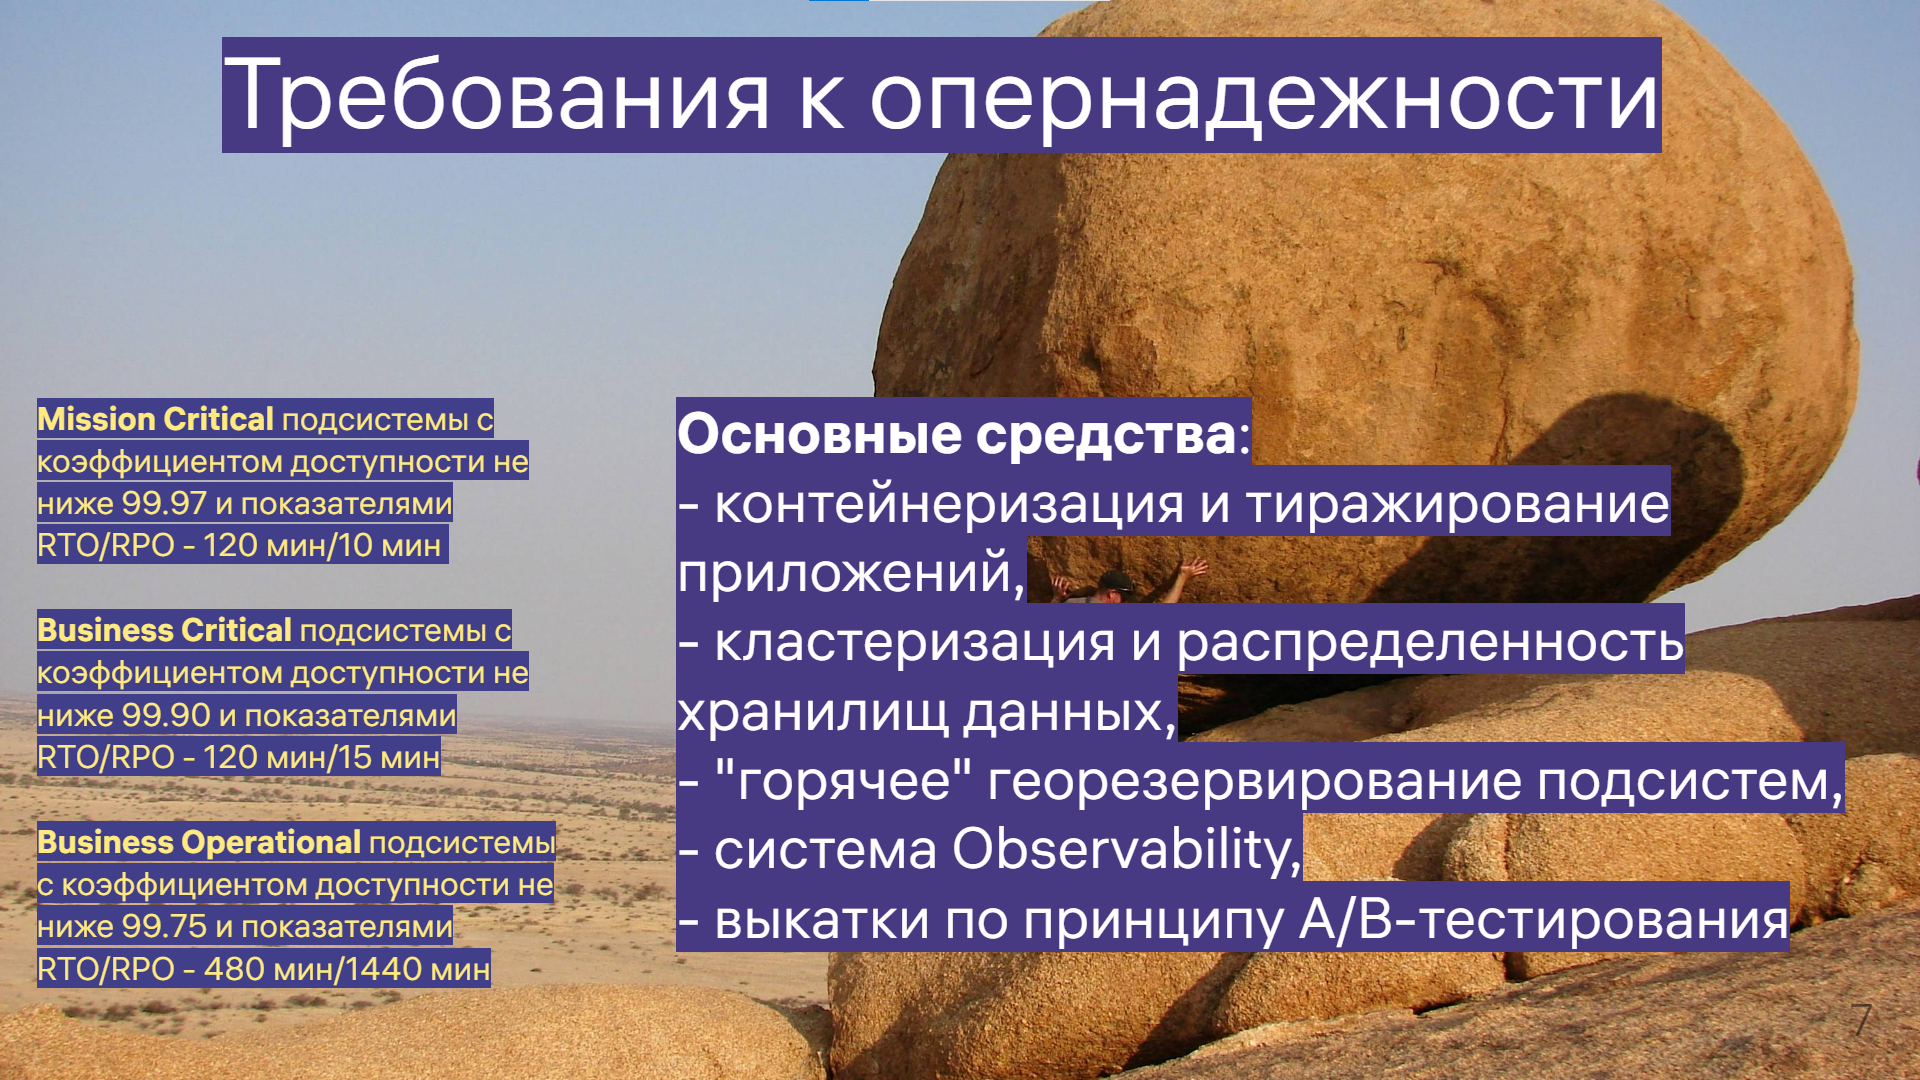 Требования к опернадежности
Mission Critical подсистемы с
коэффициентом доступности не
ниже 99.97 и показателями
RTO/RPO - 120 мин/10 мин
Business Critical подсистемы с
коэффициентом доступности не
ниже 99.90 и показателями
RTO/RPO - 120 мин/15 мин
Business Operational подсистемы
с коэффициентом доступности не
ниже 99.75 и показателями
RTO/RPO - 480 мин/1440 мин
Основные средства:
- контейнеризация и тиражирование
приложений,
- кластеризация и распределенность
хранилищ данных,
- "горячее" георезервирование подсистем,
- система Observability,
- выкатки по принципу A/B-тестирования
7